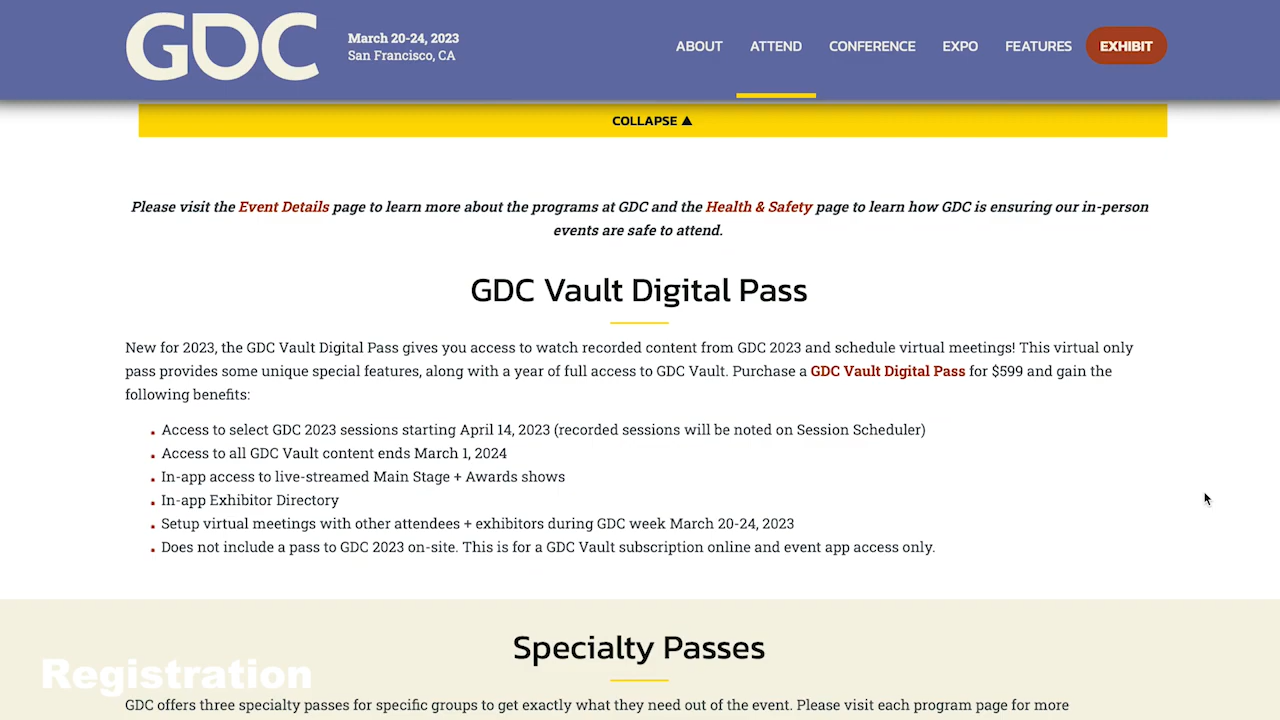 GDC
March 20-24, 2023
San Francisco, CA
ABOUT ATTEND CONFERENCE EXPO FEATURES EXHIBIT
COLLAPSE ▲
Please visit the Event Details page to learn more about the programs at GDC and the Health & Safety page to learn how GDC is ensuring our in-person
events are safe to attend.
GDC Vault Digital Pass
New for 2023, the GDC Vault Digital Pass gives you access to watch recorded content from GDC 2023 and schedule virtual meetings! This virtual only
pass provides some unique special features, along with a year of full access to GDC Vault. Purchase a GDC Vault Digital Pass for $599 and gain the
following benefits:
Access to select GDC 2023 sessions starting April 14, 2023 (recorded sessions will be noted on Session Scheduler)
Access to all GDC Vault content ends March 1, 2024
In-app access to live-streamed Main Stage + Awards shows
In-app Exhibitor Directory
Setup virtual meetings with other attendees + exhibitors during GDC week March 20-24, 2023
Does not include a pass to GDC 2023 on-site. This is for a GDC Vault subscription online and event app access only.
Specialty Passes
Registration
GDC offers three specialty passes for specific groups to get exactly what they need out of the event. Please visit each program page for more